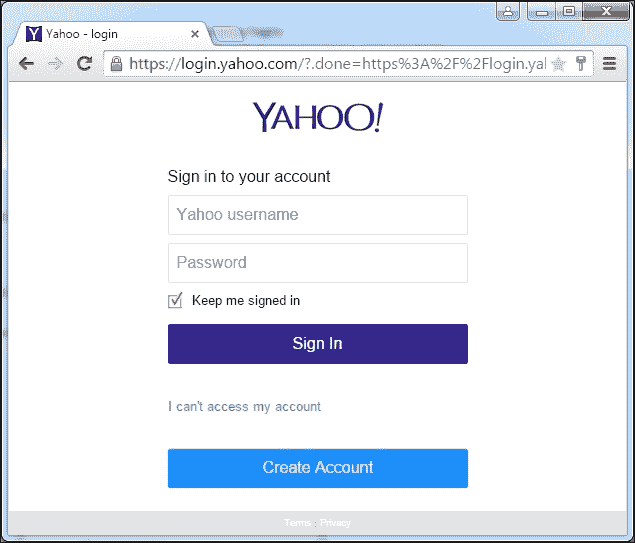 Yahoo - login
https://login.yahoo.com/?.done=https%3A%2F%2Flogin.yal
YAHOO!
Sign in to your account
Yahoo username
Password
Keep me signed in
Sign In
I can't access my account
Create Account
Terms : Privacy